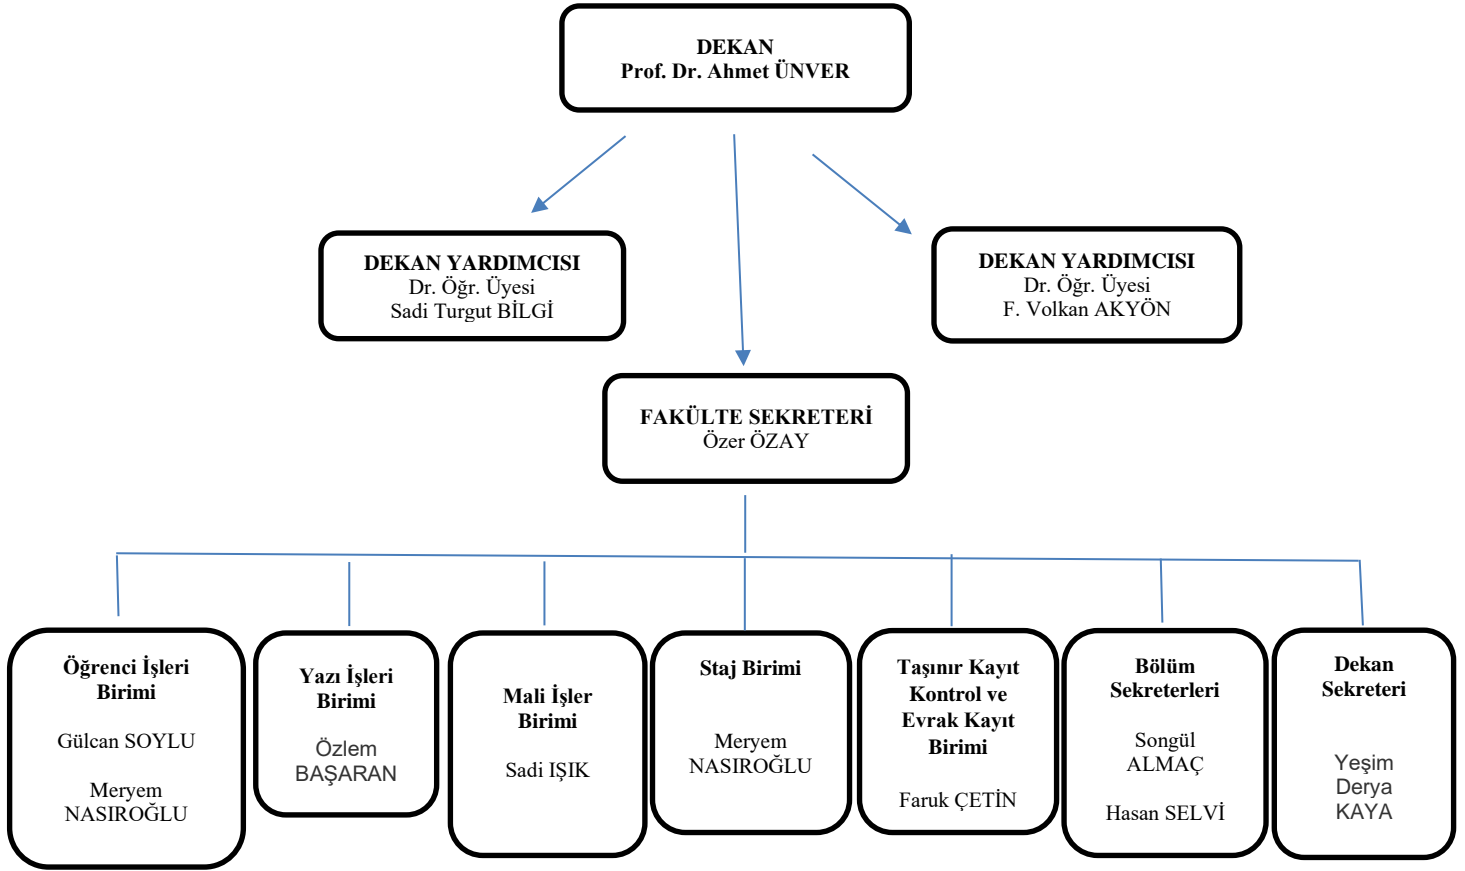 DEKAN
Prof. Dr. Ahmet ÜNVER
DEKAN YARDIMCISI
Dr. Öğr. Üyesi
Sadi Turgut BİLGİ
DEKAN YARDIMCISI
Dr. Öğr. Üyesi
F. Volkan AKYÖN
FAKÜLTE SEKRETERİ
Özer ÖZAY
Öğrenci İşleri
Birimi
Gülcan SOYLU
Meryem
NASIROĞLU
Yazı İşleri
Birimi
Özlem
BAŞARAN
Mali İşler
Birimi
Sadi IŞIK
Staj Birimi
Meryem
NASIROĞLU
Taşınır Kayıt
Kontrol ve
Evrak Kayıt
Birimi
Faruk ÇETİN
Bölüm
Sekreterleri
Songül
ALMAÇ
Hasan SELVİ
Dekan
Sekreteri
Yeşim
Derya
KAYA